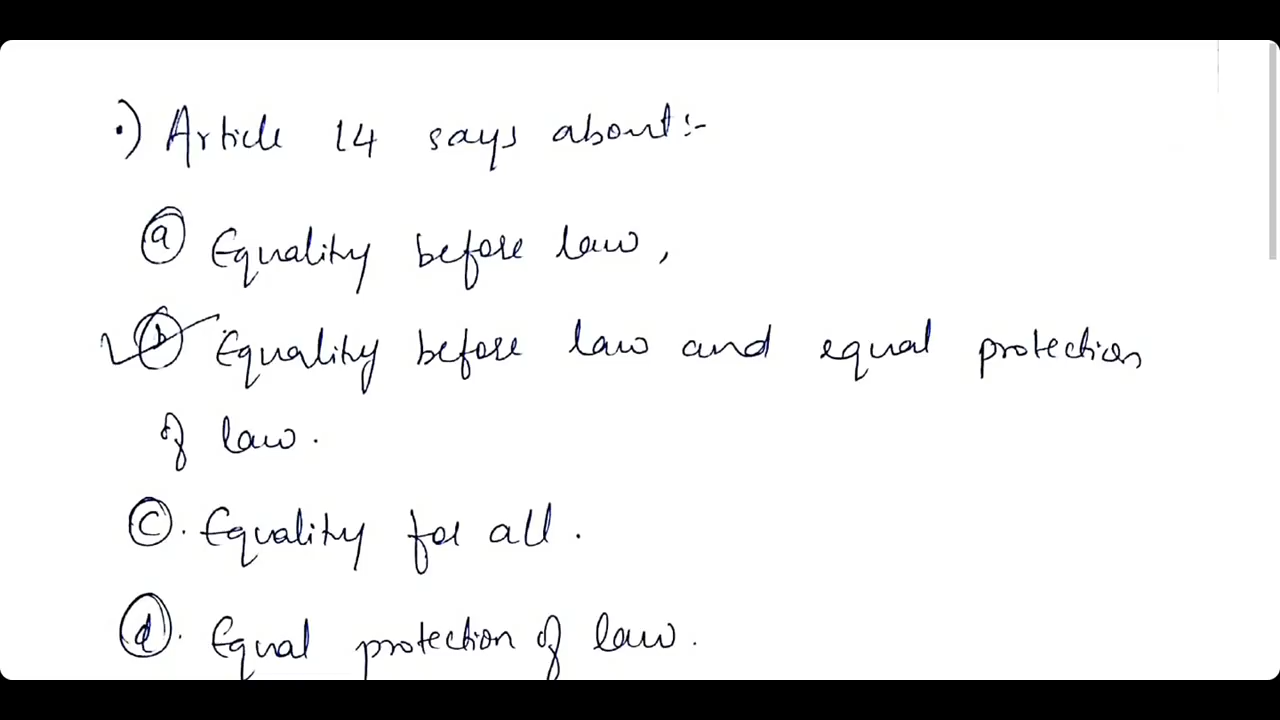 •) Article 14 says about:-
(a) Equality before law,
(b) Equality before law and equal protection
of law.
(c). Equality for all.
(d). Equal protection of law.